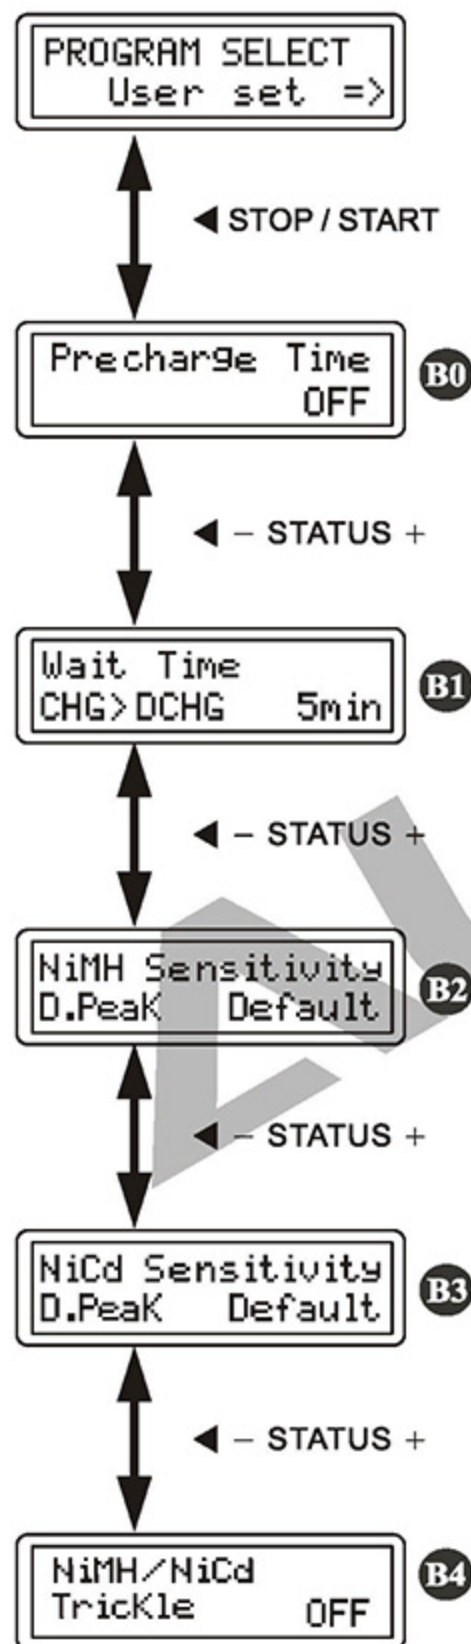 PROGRAM SELECT
User set =>
◄ STOP / START
Precharge Time
OFF
B0
◄ – STATUS +
Wait Time
CHG>DCHG 5min
B1
◄ – STATUS +
NiMH Sensitivity
D.Peak Default
B2
◄ – STATUS +
NiCd Sensitivity
D.Peak Default
B3
◄ – STATUS +
NiMH/NiCd
Trickle OFF
B4